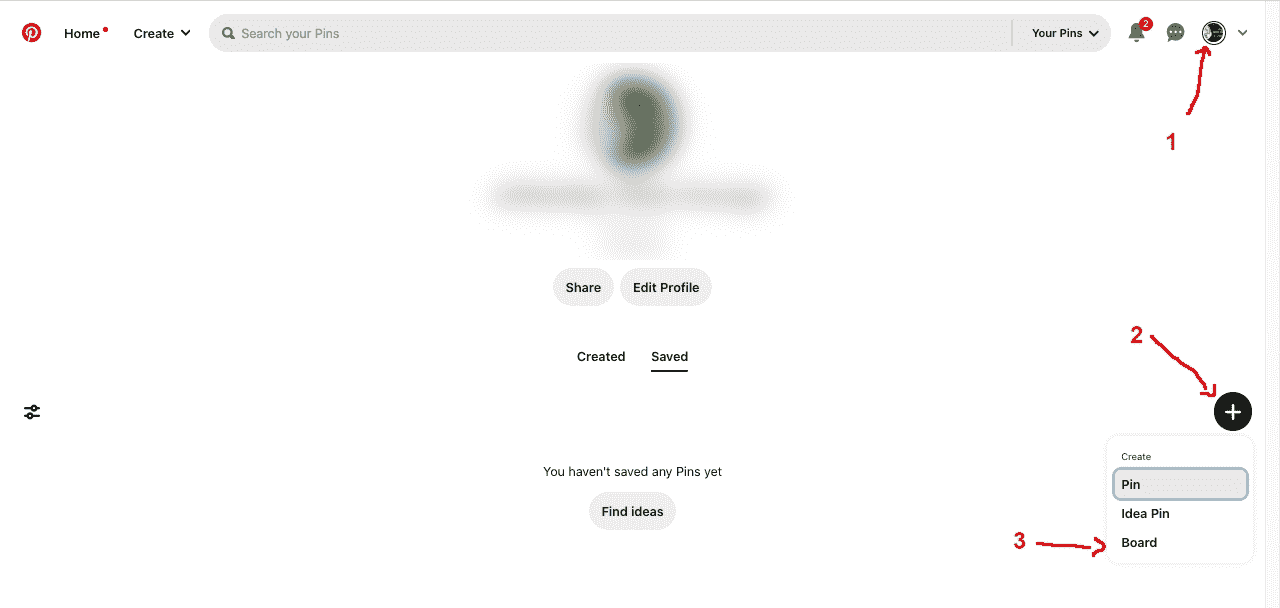 Home Create Search your Pins Your Pins 2
1
Share Edit Profile
Created Saved
2
You haven't saved any Pins yet
Find ideas
Create
Pin
Idea Pin
3 Board